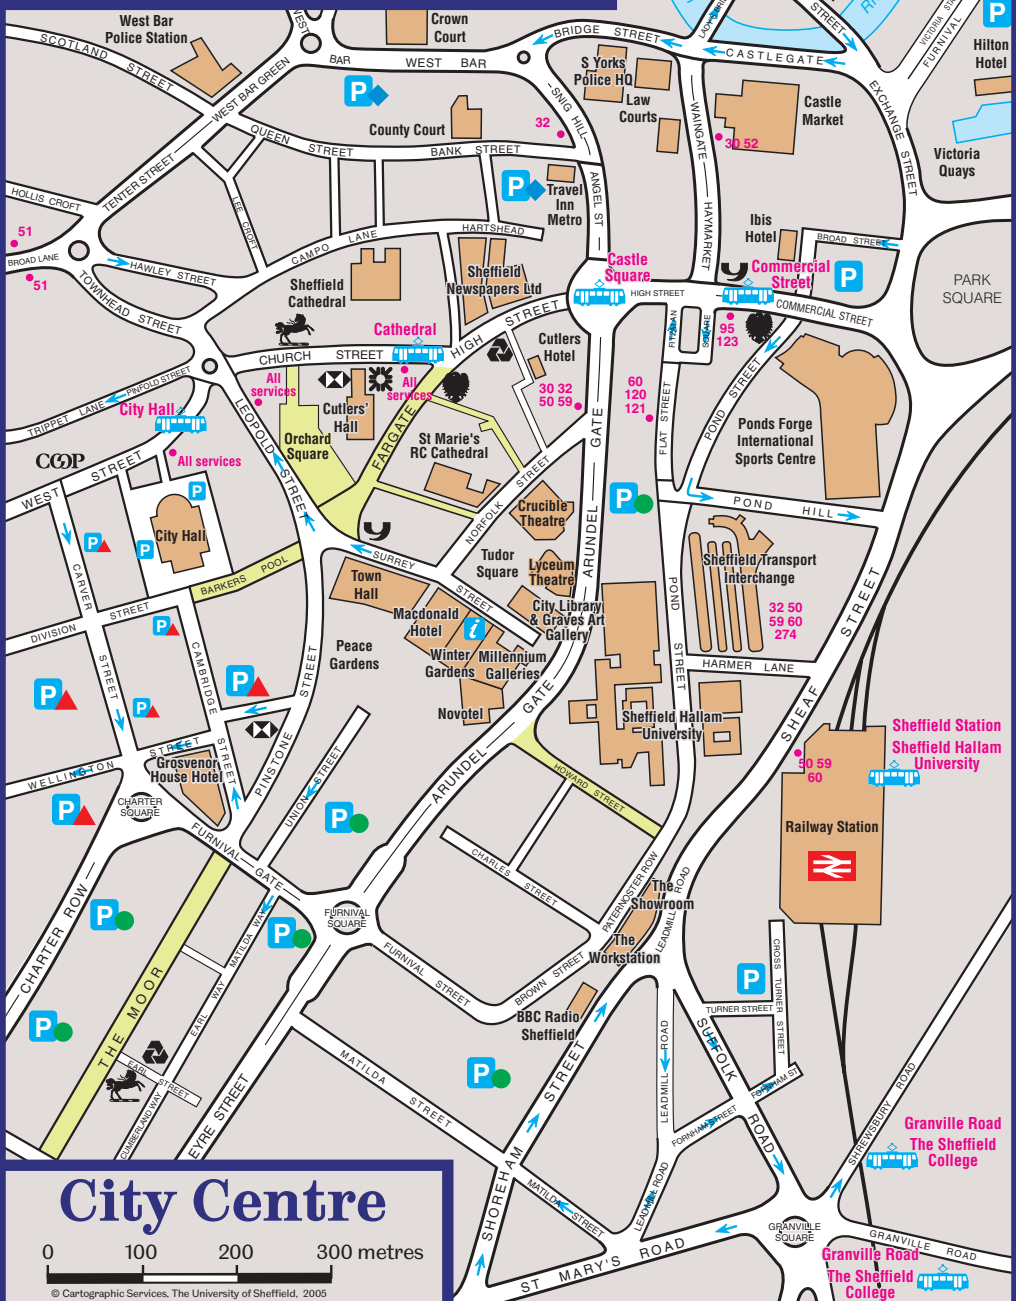 West Bar
Police Station
Crown
Court
SCOTLAND STREET
WEST
BAR
WEST BAR
BRIDGE STREET
LADY'S
STREET
CASTLEGATE
VICTORIA STA
FURNIVAL
P
Hilton
Hotel
S Yorks
Police HQ
Law
Courts
WEST BAR GREEN
P
County Court
32
SNIG HILL
WAINGATE
Castle
Market
30 52
EXCHANGE STREET
Victoria
Quays
QUEEN STREET
BANK STREET
TENTER STREET
HOLLIS CROFT
51
BROAD LANE
51
P
Travel
Inn
Metro
ANGEL ST
HAYMARKET
Ibis
Hotel
BROAD STREET
LEE CROFT
CAMPO LANE
HARTSHEAD
HAWLEY STREET
TOWNHEAD STREET
Sheffield
Cathedral
Sheffield
Newspapers Ltd
Castle
Square
Commercial
Street
P
PARK
SQUARE
HIGH STREET
COMMERCIAL STREET
FITZALAN
SQUARE
95
123
Cathedral
CHURCH STREET
HIGH STREET
Cutlers
Hotel
All
services
All
services
30 32
50 59
60
120
121
PINFOLD STREET
TRIPPET LANE
City Hall
All services
COOP
WEST STREET
LEOPOLD STREET
Orchard
Square
Cutlers'
Hall
FARGATE
St Marie's
RC Cathedral
NORFOLK STREET
ARUNDEL GATE
FLAT STREET
POND STREET
Ponds Forge
International
Sports Centre
P
P
P
P
City Hall
Crucible
Theatre
P
POND HILL
CARVER STREET
BARKERS POOL
DIVISION STREET
SURREY STREET
Tudor
Square
Lyceum
Theatre
Town
Hall
Macdonald
Hotel
City Library
& Graves Art
Gallery
i
Sheffield Transport
Interchange
32 50
59 60
274
POND STREET
HARMER LANE
SHEAF STREET
P
CAMBRIDGE STREET
Peace
Gardens
Winter
Gardens
Millennium
Galleries
Novotel
P
P
P
Sheffield Hallam
University
Sheffield Station
Sheffield Hallam
University
50 59
60
WELLINGTON STREET
Grosvenor
House Hotel
PINSTONE STREET
UNION STREET
ARUNDEL GATE
HOWARD STREET
CHARTER
SQUARE
P
P
Railway Station
FURNIVAL GATE
CHARLES STREET
PATERNOSTER ROW
The
Showroom
LEADMILL ROAD
The
Workstation
CHARTER ROW
P
P
FURNIVAL
SQUARE
MATILDA WAY
THE MOOR
FURNIVAL STREET
BROWN STREET
BBC Radio
Sheffield
P
TURNER STREET
CROSS TURNER STREET
P
EARL WAY
EARL STREET
CUMBERLAND WAY
EYRE STREET
MATILDA STREET
P
SHOREHAM STREET
LEADMILL ROAD
SUFFOLK ROAD
FORNHAM STREET
FORNHAM ST
SHREWSBURY ROAD
Granville Road
The Sheffield
College
MATILDA STREET
LEADMILL ROAD
ST MARY'S ROAD
GRANVILLE
SQUARE
GRANVILLE ROAD
Granville Road
The Sheffield
College
City Centre
0 100 200 300 metres
© Cartographic Services, The University of Sheffield, 2005